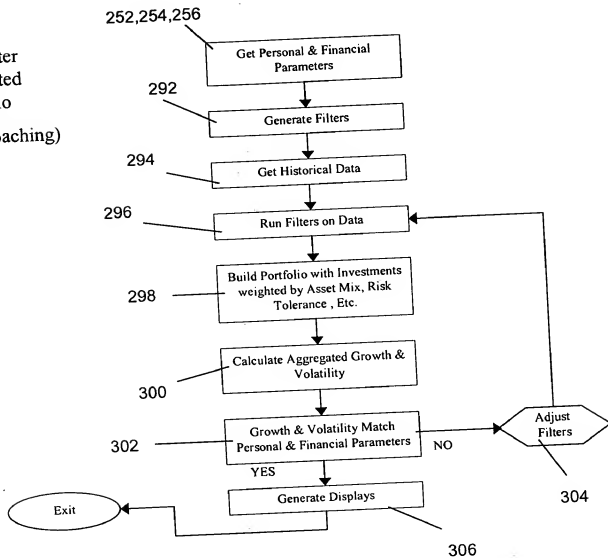 252,254,256
Get Personal & Financial
Parameters
292
Generate Filters
294
Get Historical Data
296
Run Filters on Data
298
Build Portfolio with Investments
weighted by Asset Mix, Risk
Tolerance , Etc.
300
Calculate Aggregated Growth &
Volatility
302
Growth & Volatility Match
Personal & Financial Parameters
NO
Adjust
Filters
304
YES
Generate Displays
306
Exit